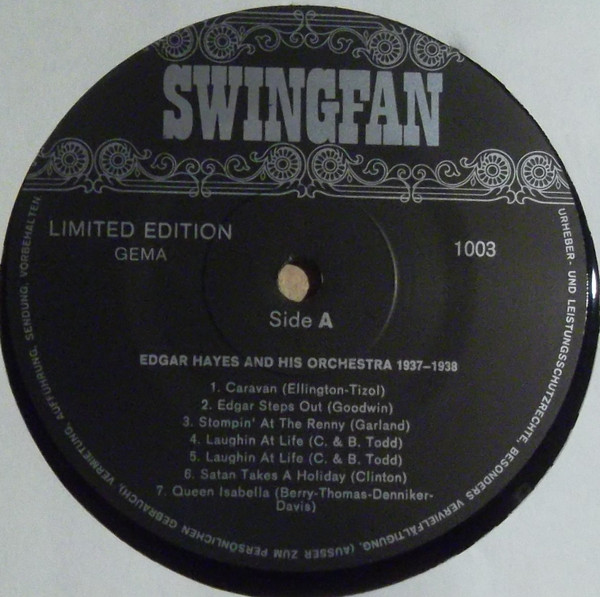 SWINGFAN
LIMITED EDITION
GEMA
1003
Side A
EDGAR HAYES AND HIS ORCHESTRA 1937–1938
1. Caravan (Ellington-Tizol)
2. Edgar Steps Out (Goodwin)
3. Stompin' At The Renny (Garland)
4. Laughin At Life (C. & B. Todd)
5. Laughin At Life (C. & B. Todd)
6. Satan Takes A Holiday (Clinton)
7. Queen Isabella (Berry-Thomas-Denniker-
Davis)
URHEBER- UND LEISTUNGSSCHUTZRECHTE, BESONDERS VERVIELFÄLTIGUNG, (AUSSER ZUM PERSÖNLICHEN GEBRAUCH), VERMIETUNG, AUFFÜHRUNG, SENDUNG, VORBEHALTEN